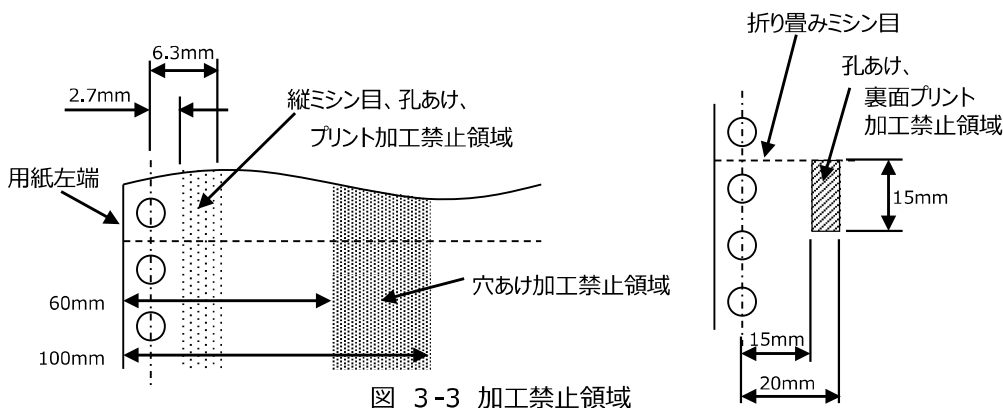 6.3mm
2.7mm
縦ミシン目、孔あけ、
プリント加工禁止領域
用紙左端
60mm
穴あけ加工禁止領域
100mm
折り畳みミシン目
孔あけ、
裏面プリント
加工禁止領域
15mm
15mm
20mm
図 3-3 加工禁止領域